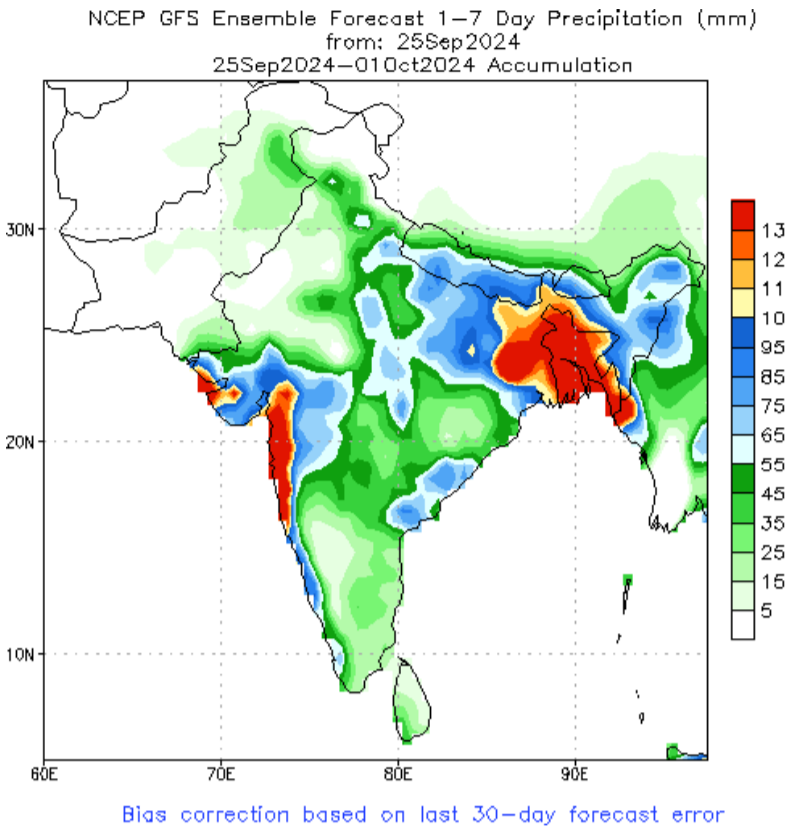 NCEP GFS Ensemble Forecast 1–7 Day Precipitation (mm)
from: 25Sep2024
25Sep2024–01Oct2024 Accumulation
30N
20N
10N
60E
70E
80E
90E
13
12
11
10
95
85
75
65
55
45
35
25
15
5
Bias correction based on last 30–day forecast error